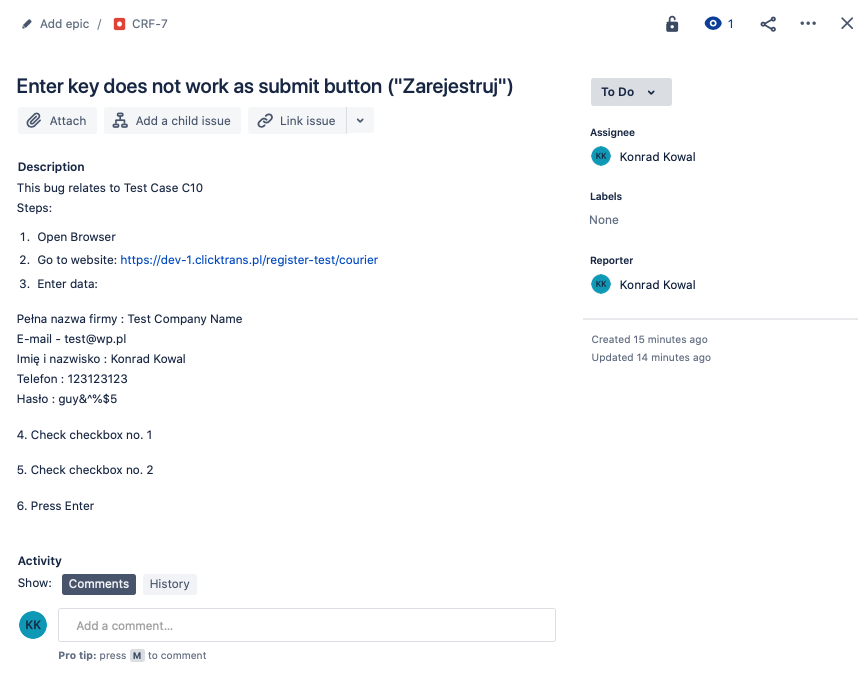 Add epic / CRF-7
1
Enter key does not work as submit button ("Zarejestruj")
Attach
Add a child issue
Link issue
Description
This bug relates to Test Case C10
Steps:
1. Open Browser
2. Go to website: https://dev-1.clicktrans.pl/register-test/courier
3. Enter data:
Pełna nazwa firmy : Test Company Name
E-mail - test@wp.pl
Imię i nazwisko : Konrad Kowal
Telefon : 123123123
Hasło : guy&^%$5
4. Check checkbox no. 1
5. Check checkbox no. 2
6. Press Enter
Activity
Show: Comments History
KK Add a comment...
Pro tip: press M to comment
To Do
Assignee
KK Konrad Kowal
Labels
None
Reporter
KK Konrad Kowal
Created 15 minutes ago
Updated 14 minutes ago